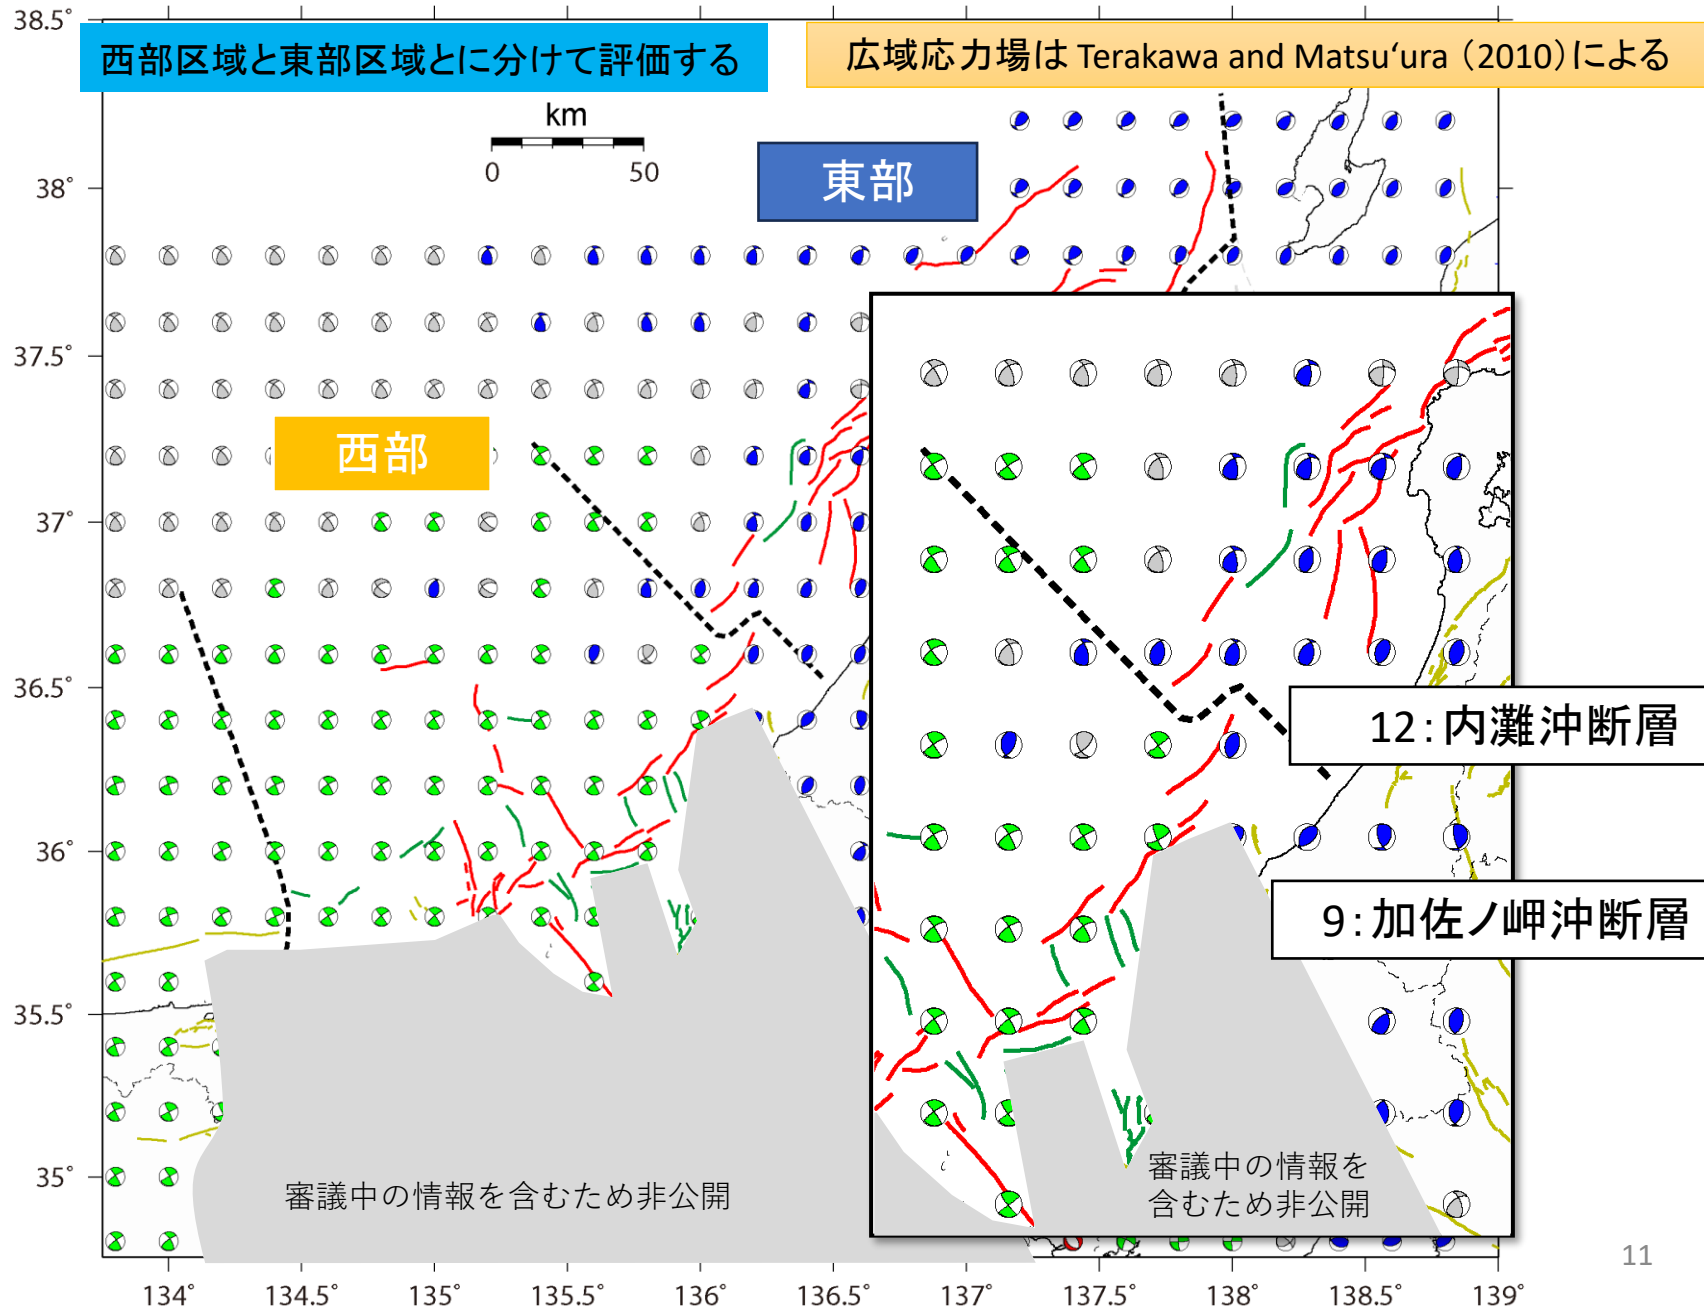 38.5°
西部区域と東部区域とに分けて評価する
広域応力場は Terakawa and Matsu‘ura （2010）による
km
0
50
東部
38°
37.5°
西部
37°
36.5°
12：内灘沖断層
36°
9：加佐ノ岬沖断層
35.5°
35°
審議中の情報を含むため非公開
審議中の情報を
含むため非公開
11
134°
134.5°
135°
135.5°
136°
136.5°
137°
137.5°
138°
138.5°
139°